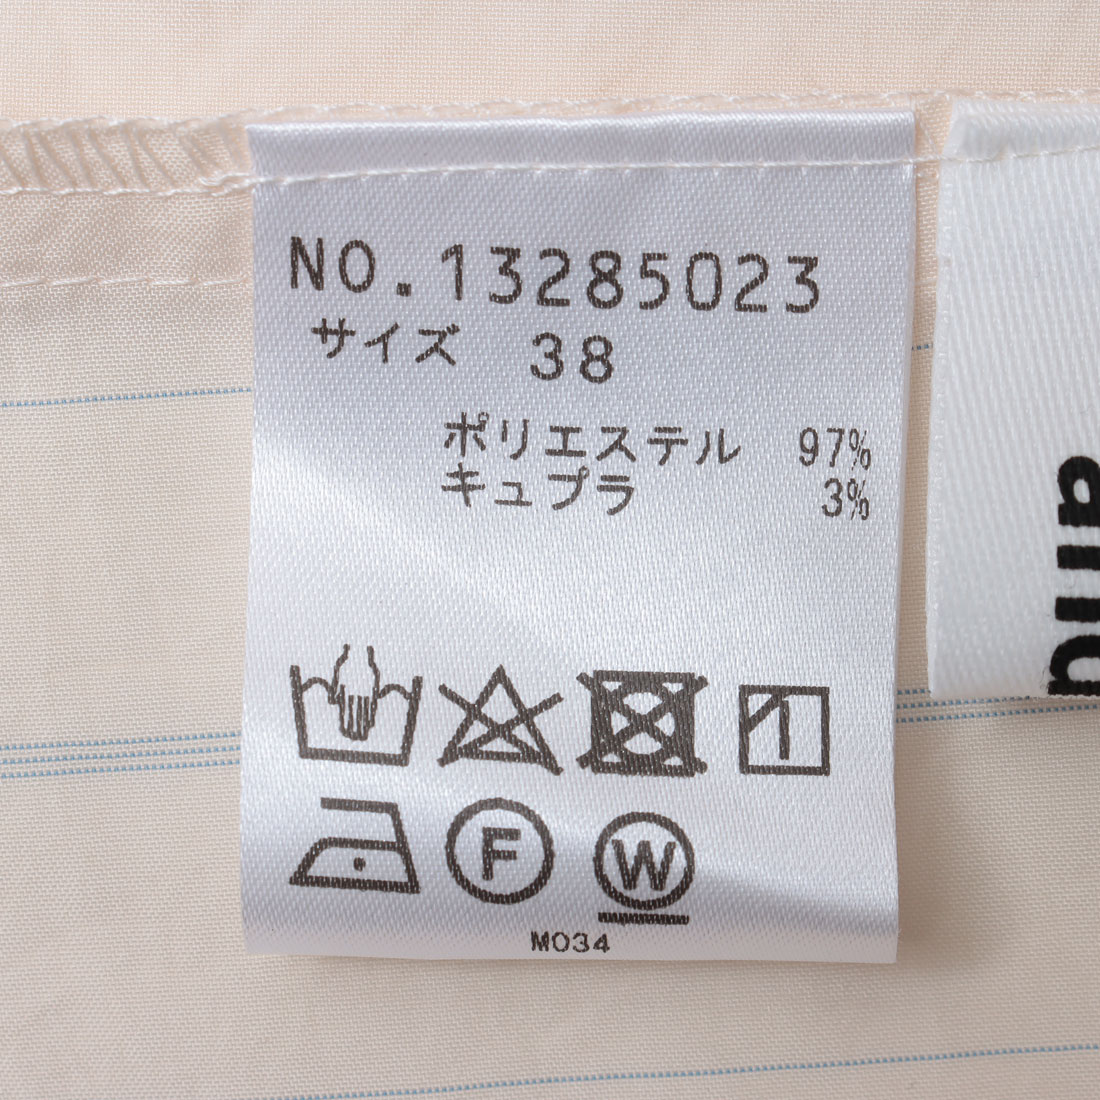 NO.13285023
サイズ 38
ポリエステル 97%
キュプラ 3%
F W
M034